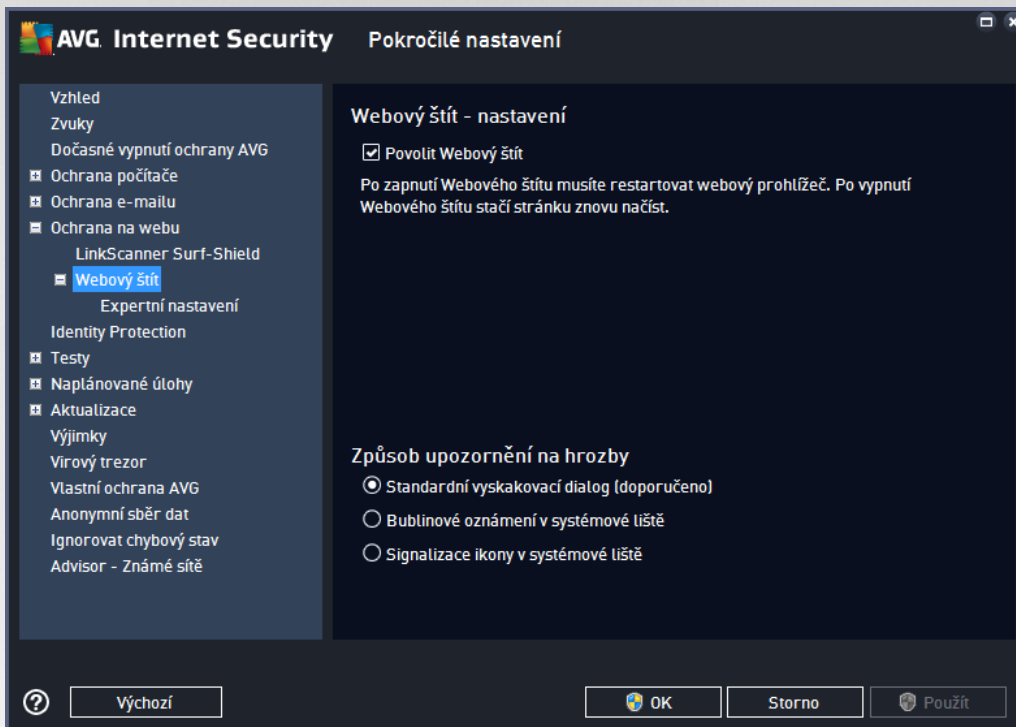 AVG Internet Security Pokročilé nastavení
Vzhled
Zvuky
Dočasné vypnutí ochrany AVG
Ochrana počítače
Ochrana e-mailu
Ochrana na webu
LinkScanner Surf-Shield
Webový štít
Expertní nastavení
Identity Protection
Testy
Naplánované úlohy
Aktualizace
Výjimky
Virový trezor
Vlastní ochrana AVG
Anonymní sběr dat
Ignorovat chybový stav
Advisor - Známé sítě
Webový štít - nastavení
Povolit Webový štít
Po zapnutí Webového štítu musíte restartovat webový prohlížeč. Po vypnutí
Webového štítu stačí stránku znovu načíst.
Způsob upozornění na hrozby
Standardní vyskakovací dialog (doporučeno)
Bublinové oznámení v systémové liště
Signalizace ikony v systémové liště
? Výchozí OK Storno Použít